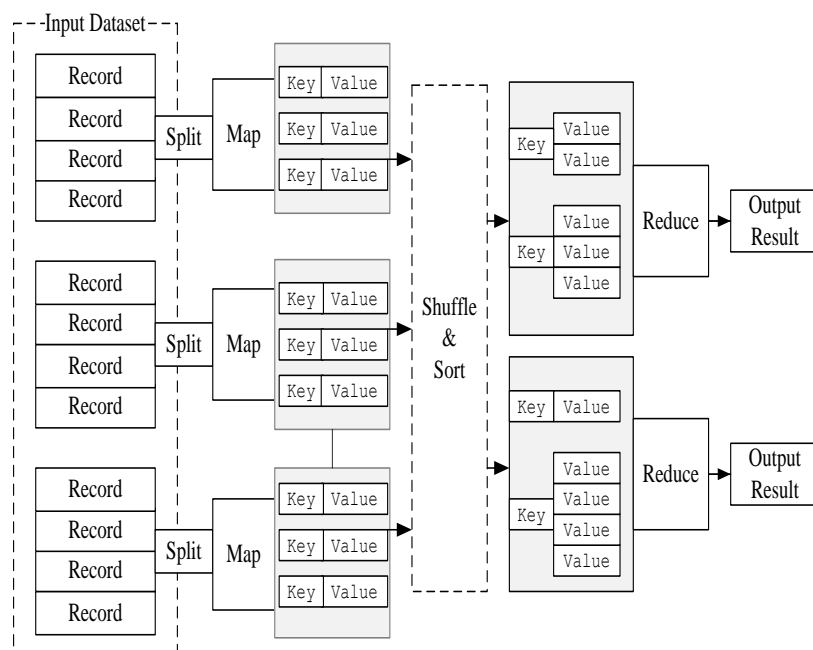 Input Dataset
Record
Record
Record
Record
Split
Map
Key Value
Key Value
Key Value
Record
Record
Record
Record
Split
Map
Key Value
Key Value
Key Value
Record
Record
Record
Record
Split
Map
Key Value
Key Value
Key Value
Shuffle
&
Sort
Key
Value
Value
Key
Value
Value
Value
Reduce
Output
Result
Key Value
Key
Value
Value
Value
Value
Reduce
Output
Result